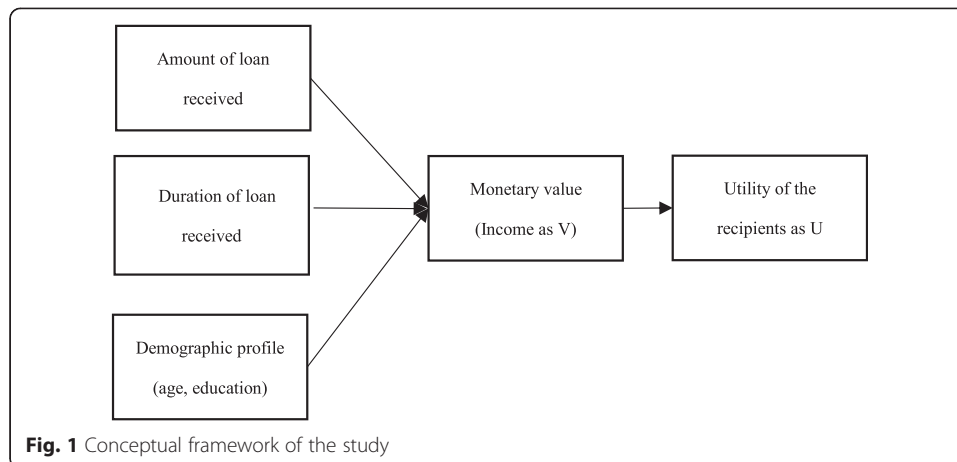 Amount of loan
received
Duration of loan
received
Demographic profile
(age, education)
Monetary value
(Income as V)
Utility of the
recipients as U
Fig. 1 Conceptual framework of the study